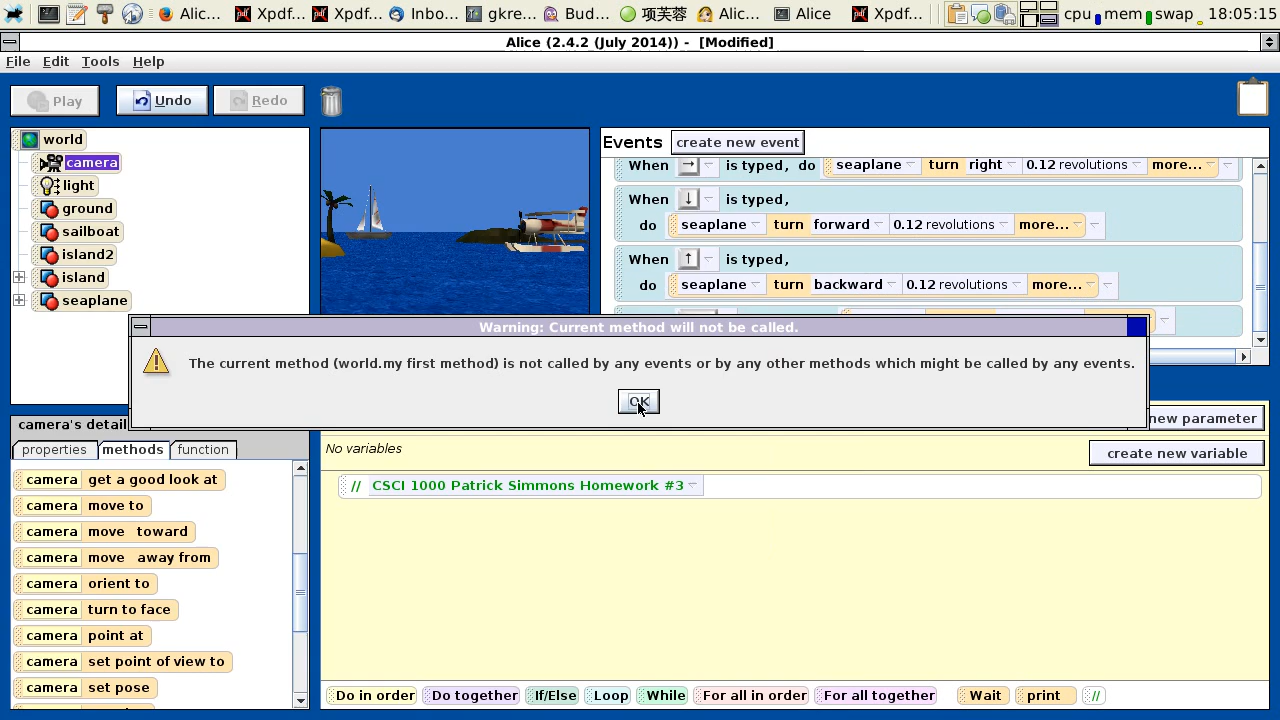 Alic... Xpdf... Xpdf... Inbo... gkre... Bud... 项芙蓉 Alic... Alice Xpdf... cpu mem swap 18:05:15
Alice (2.4.2 (July 2014)) - [Modified]
File Edit Tools Help
Play Undo Redo
world
camera
light
ground
sailboat
island2
island
seaplane
Events create new event
When → is typed, do seaplane turn right 0.12 revolutions more...
When ↓ is typed,
do seaplane turn forward 0.12 revolutions more...
When ↑ is typed,
do seaplane turn backward 0.12 revolutions more...
Warning: Current method will not be called.
The current method (world.my first method) is not called by any events or by any other methods which might be called by any events.
OK
camera's detail
properties methods function
camera get a good look at
camera move to
camera move toward
camera move away from
camera orient to
camera turn to face
camera point at
camera set point of view to
camera set pose
new parameter
No variables
create new variable
// CSCI 1000 Patrick Simmons Homework #3
Do in order Do together If/Else Loop While For all in order For all together Wait print //